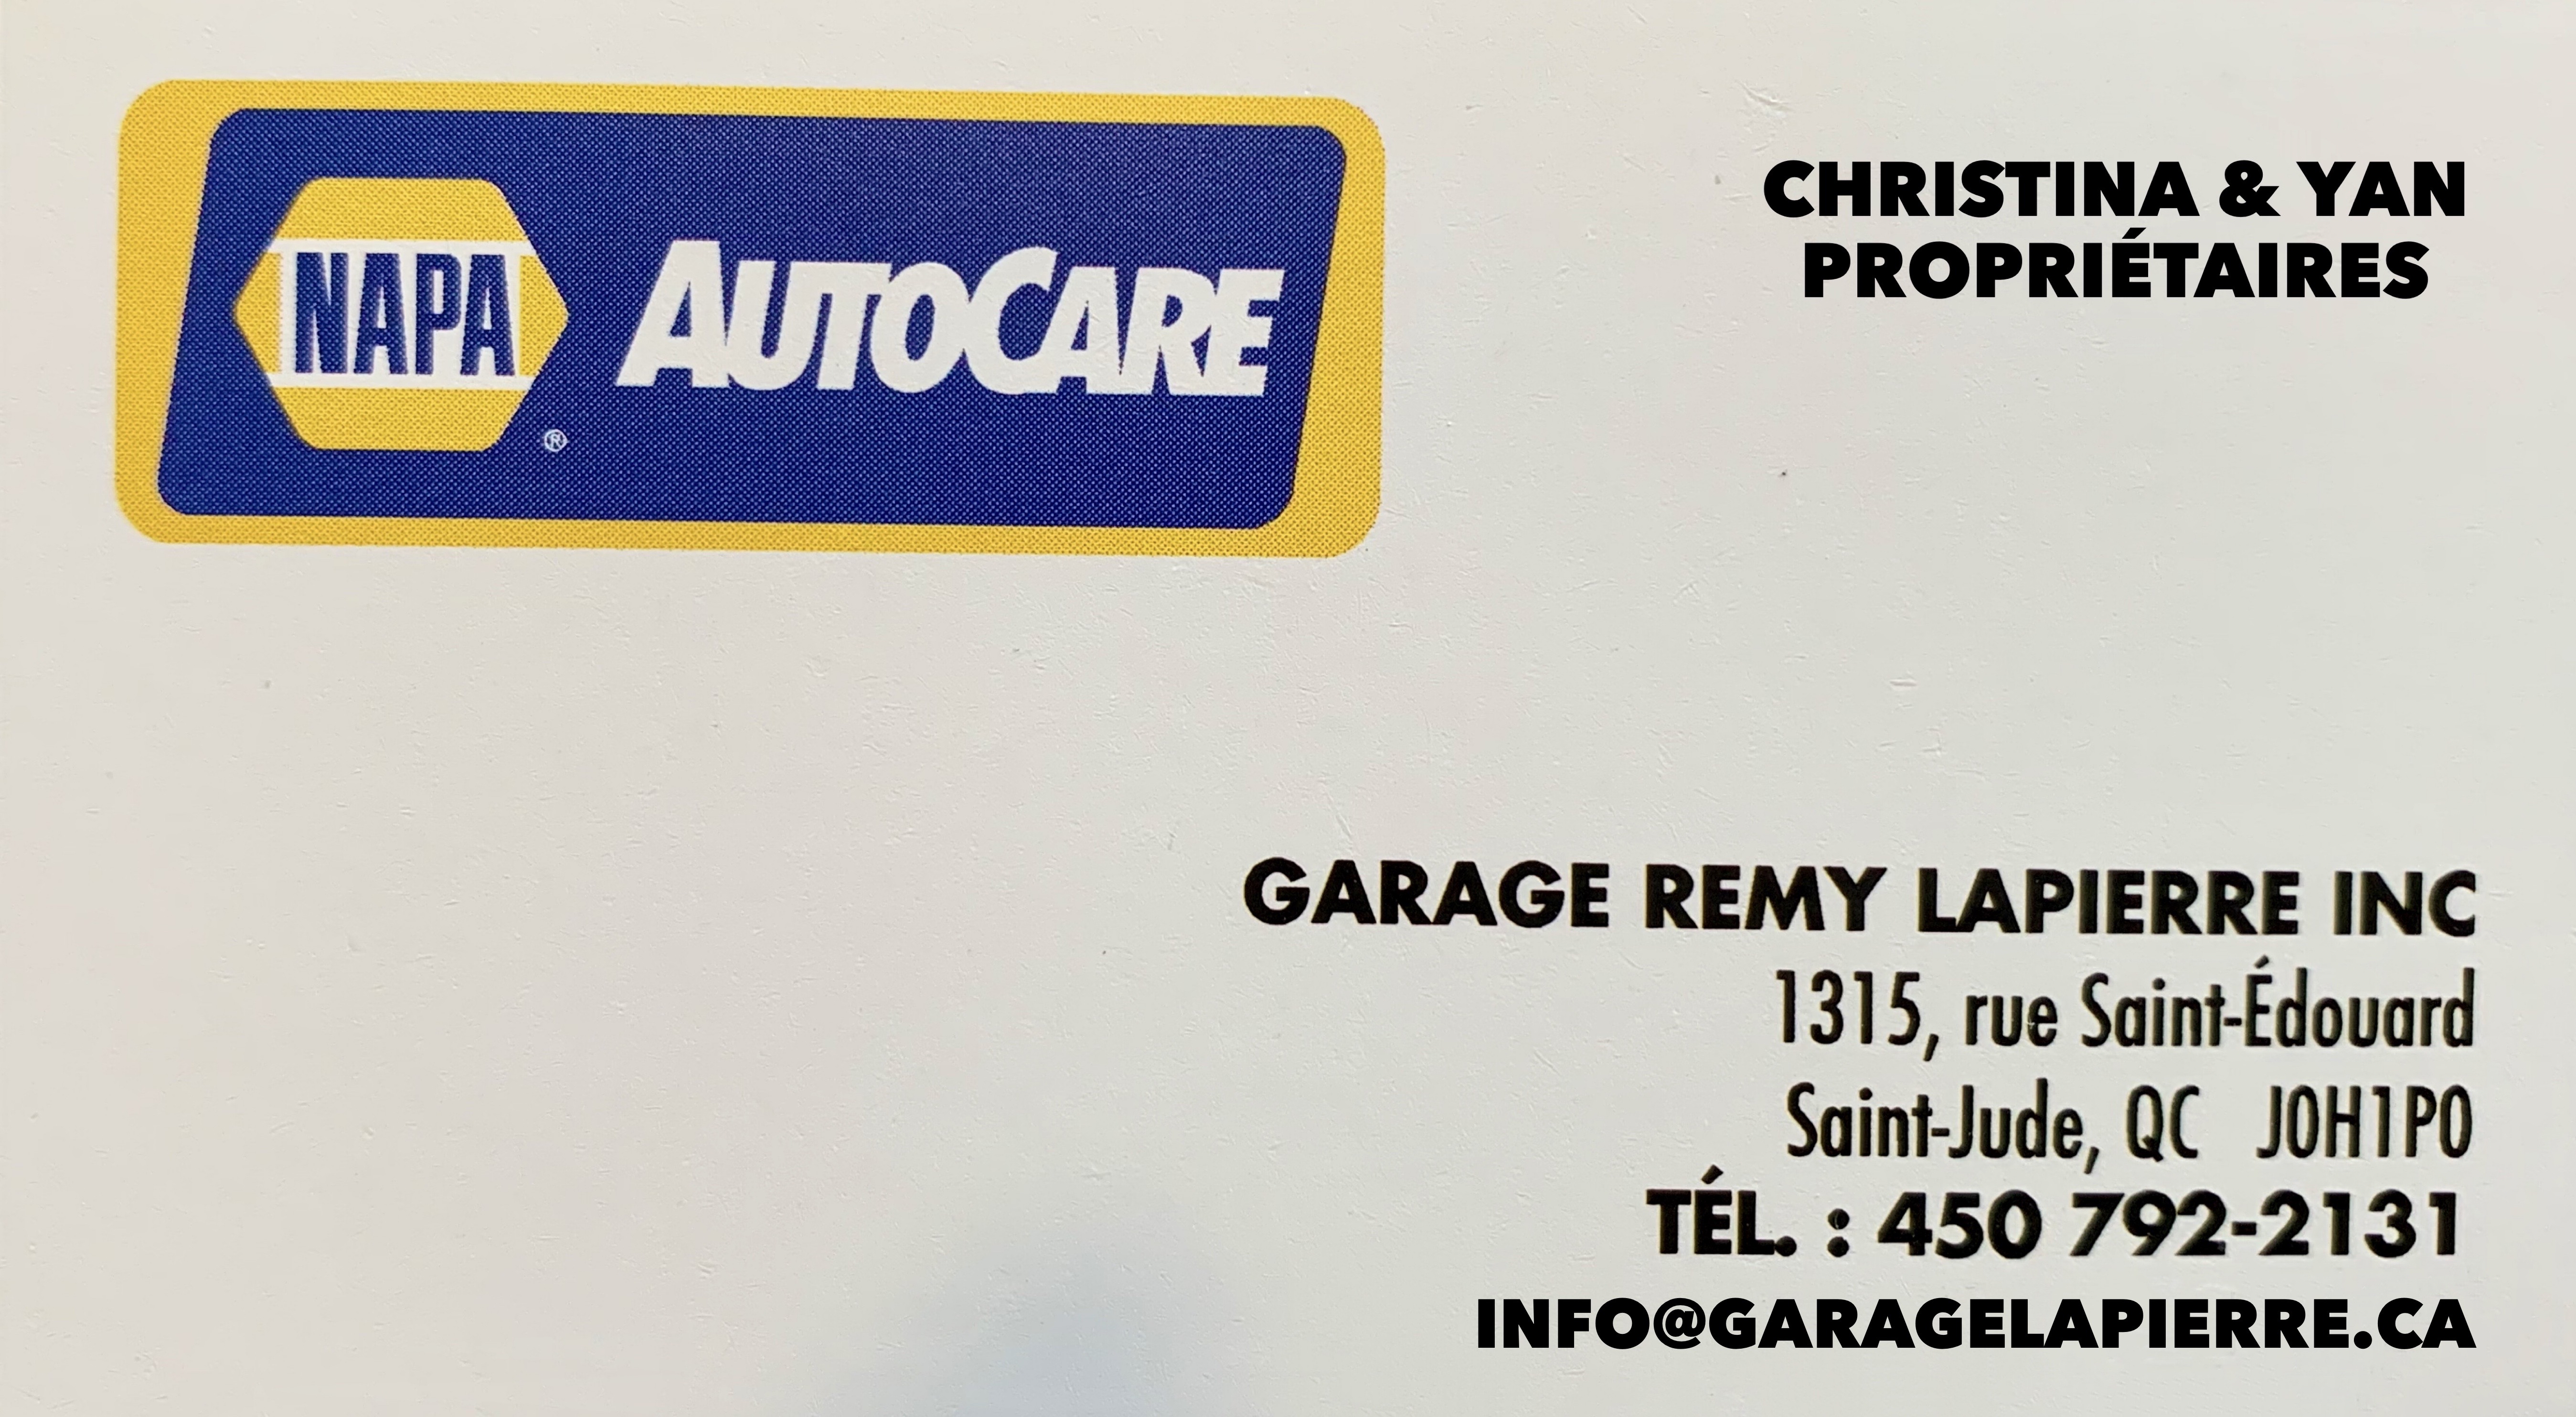 NAPA AUTOCARE
®
CHRISTINA & YAN
PROPRIÉTAIRES
GARAGE REMY LAPIERRE INC
1315, rue Saint-Édouard
Saint-Jude, QC J0H1P0
TÉL. : 450 792-2131
INFO@GARAGELAPIERRE.CA